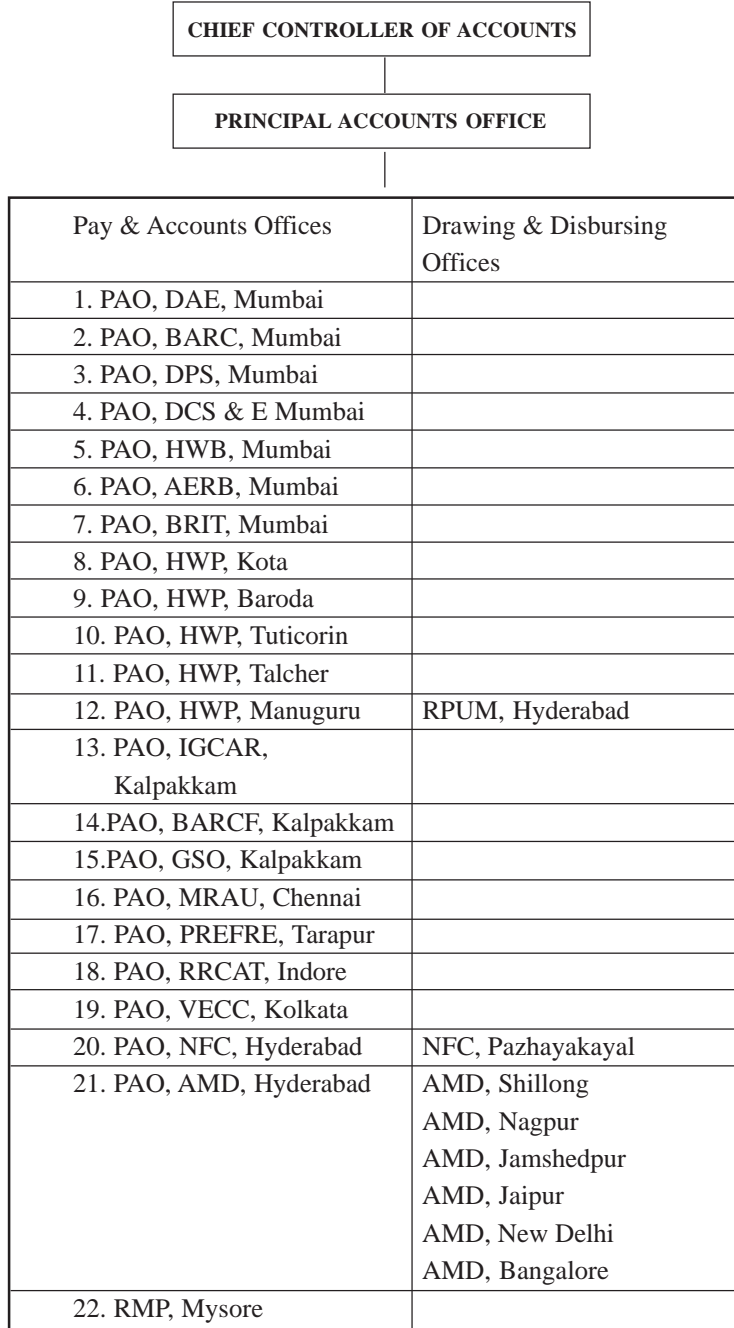 CHIEF CONTROLLER OF ACCOUNTS
PRINCIPAL ACCOUNTS OFFICE
Pay & Accounts Offices
Drawing & Disbursing
Offices
1. PAO, DAE, Mumbai
2. PAO, BARC, Mumbai
3. PAO, DPS, Mumbai
4. PAO, DCS & E Mumbai
5. PAO, HWB, Mumbai
6. PAO, AERB, Mumbai
7. PAO, BRIT, Mumbai
8. PAO, HWP, Kota
9. PAO, HWP, Baroda
10. PAO, HWP, Tuticorin
11. PAO, HWP, Talcher
12. PAO, HWP, Manuguru
RPUM, Hyderabad
13. PAO, IGCAR,
Kalpakkam
14.PAO, BARCF, Kalpakkam
15.PAO, GSO, Kalpakkam
16. PAO, MRAU, Chennai
17. PAO, PREFRE, Tarapur
18. PAO, RRCAT, Indore
19. PAO, VECC, Kolkata
20. PAO, NFC, Hyderabad
NFC, Pazhayakayal
21. PAO, AMD, Hyderabad
AMD, Shillong
AMD, Nagpur
AMD, Jamshedpur
AMD, Jaipur
AMD, New Delhi
AMD, Bangalore
22. RMP, Mysore